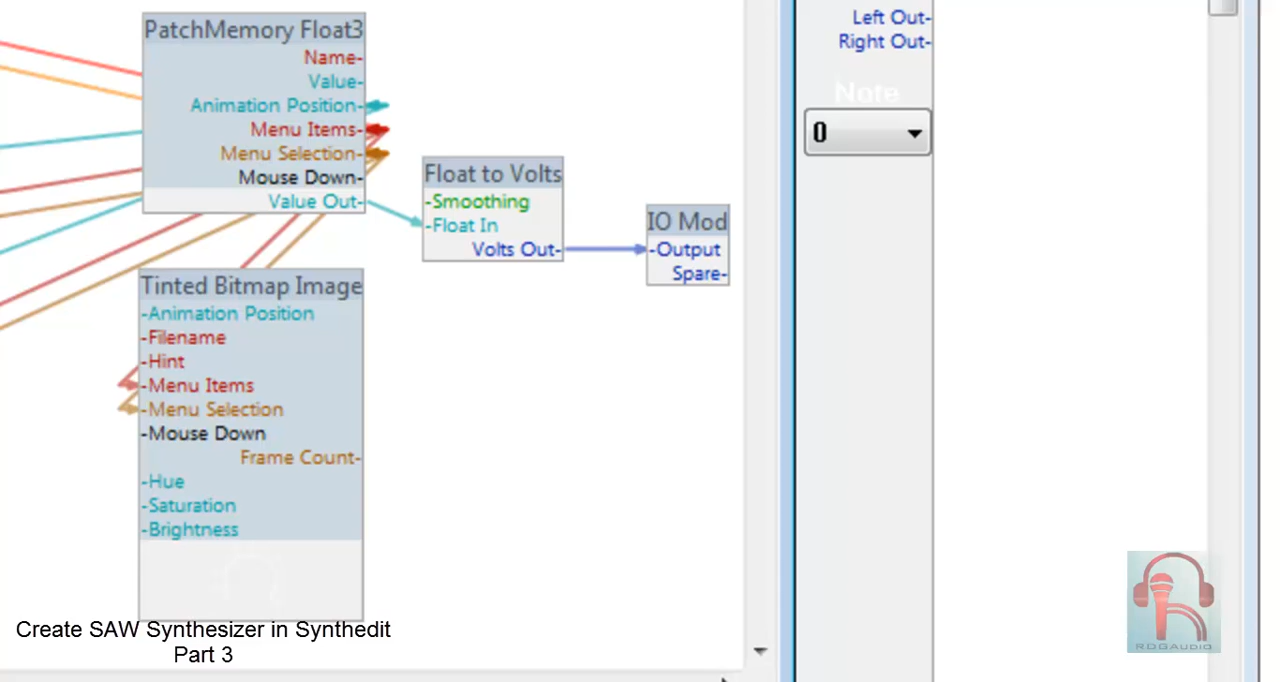 PatchMemory Float3
Name-
Value-
Animation Position-
Menu Items-
Menu Selection-
Mouse Down-
Value Out-
Float to Volts
-Smoothing
-Float In
Volts Out-
IO Mod
-Output
Spare-
Tinted Bitmap Image
-Animation Position
-Filename
-Hint
-Menu Items
-Menu Selection
-Mouse Down
Frame Count-
-Hue
-Saturation
-Brightness
Create SAW Synthesizer in Synthedit
Part 3
Left Out-
Right Out-
Note
0
RDGAUDIO